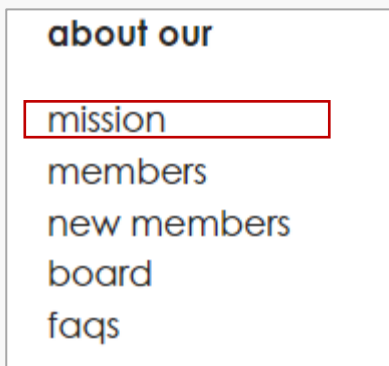 about our
mission
members
new members
board
faqs